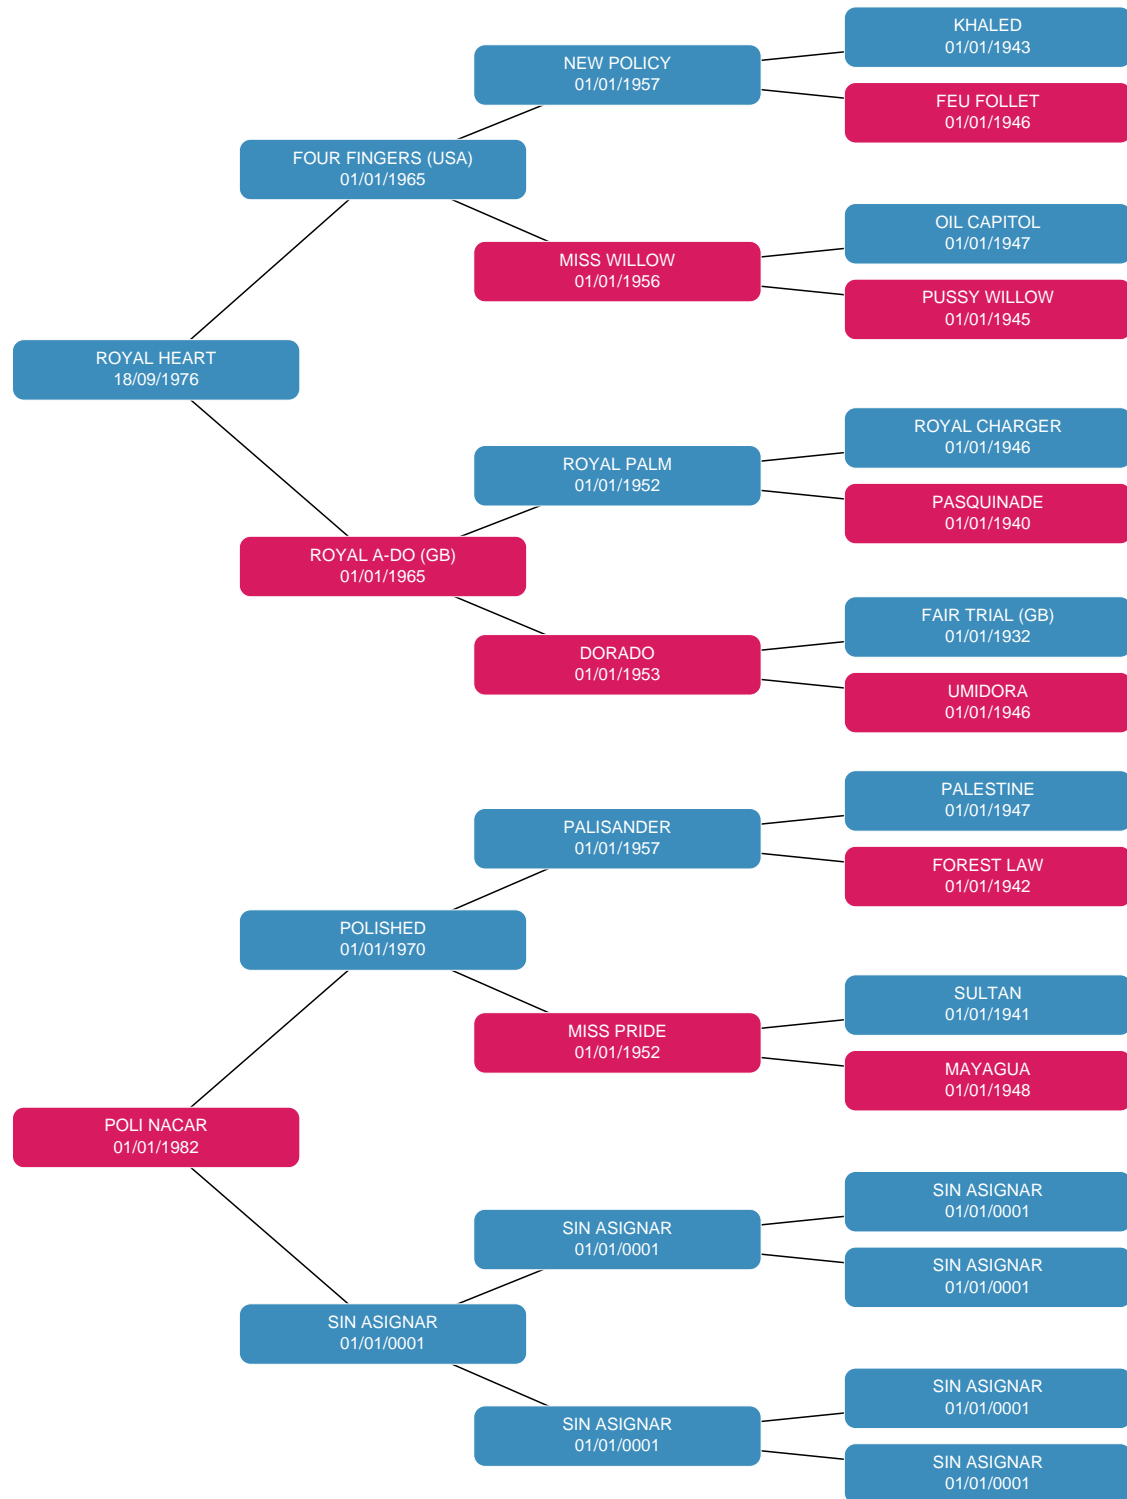 KHALED
01/01/1943
NEW POLICY
01/01/1957
FEU FOLLET
01/01/1946
FOUR FINGERS (USA)
01/01/1965
OIL CAPITOL
01/01/1947
MISS WILLOW
01/01/1956
PUSSY WILLOW
01/01/1945
ROYAL HEART
18/09/1976
ROYAL CHARGER
01/01/1946
ROYAL PALM
01/01/1952
PASQUINADE
01/01/1940
ROYAL A-DO (GB)
01/01/1965
FAIR TRIAL (GB)
01/01/1932
DORADO
01/01/1953
UMIDORA
01/01/1946
PALESTINE
01/01/1947
PALISANDER
01/01/1957
FOREST LAW
01/01/1942
POLISHED
01/01/1970
SULTAN
01/01/1941
MISS PRIDE
01/01/1952
MAYAGUA
01/01/1948
POLI NACAR
01/01/1982
SIN ASIGNAR
01/01/0001
SIN ASIGNAR
01/01/0001
SIN ASIGNAR
01/01/0001
SIN ASIGNAR
01/01/0001
SIN ASIGNAR
01/01/0001
SIN ASIGNAR
01/01/0001
SIN ASIGNAR
01/01/0001